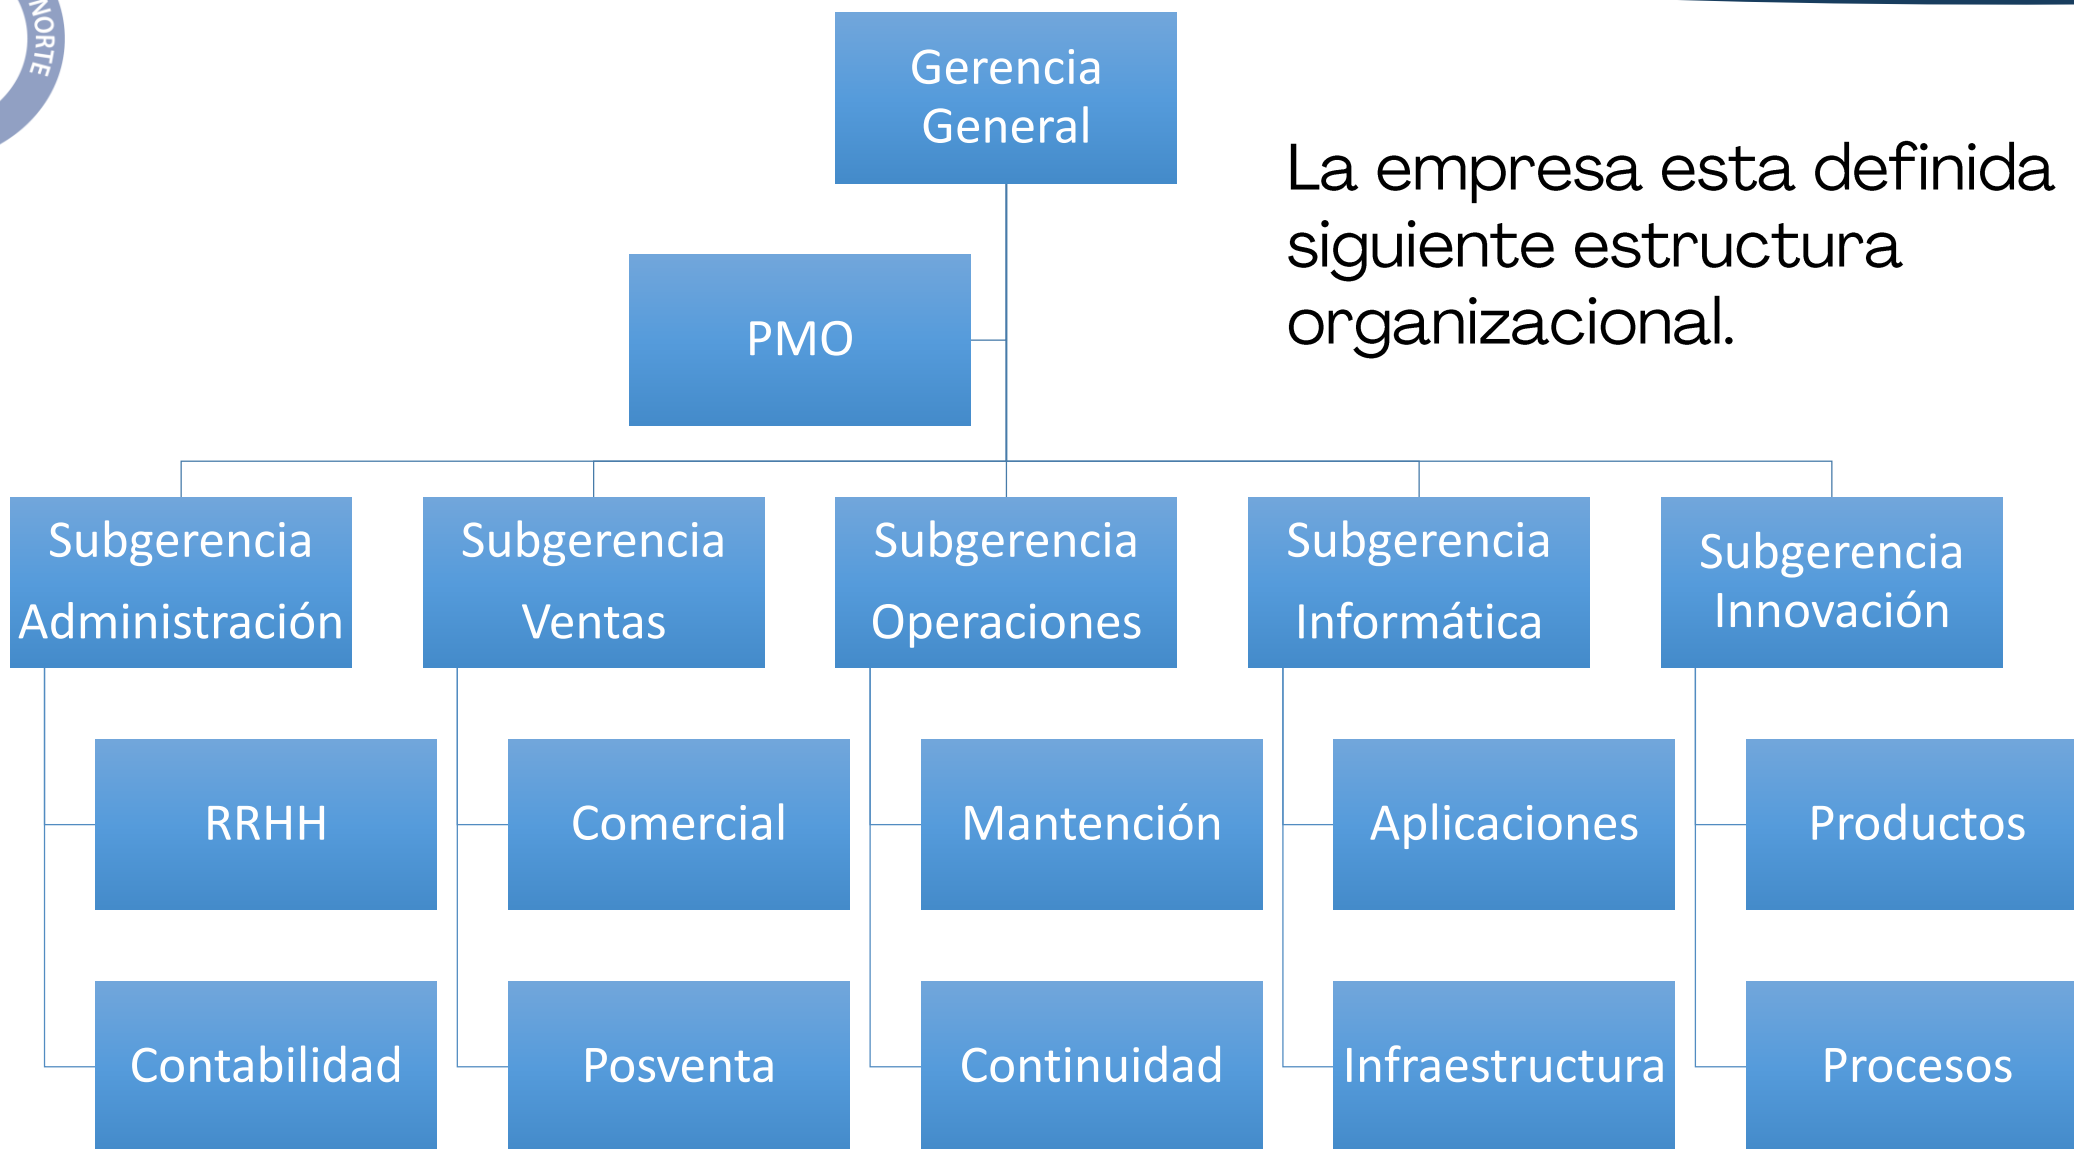 NORTE
Gerencia
General
La empresa esta definida
siguiente estructura
organizacional.
PMO
Subgerencia
Administración
Subgerencia
Ventas
Subgerencia
Operaciones
Subgerencia
Informática
Subgerencia
Innovación
RRHH
Comercial
Mantención
Aplicaciones
Productos
Contabilidad
Posventa
Continuidad
Infraestructura
Procesos